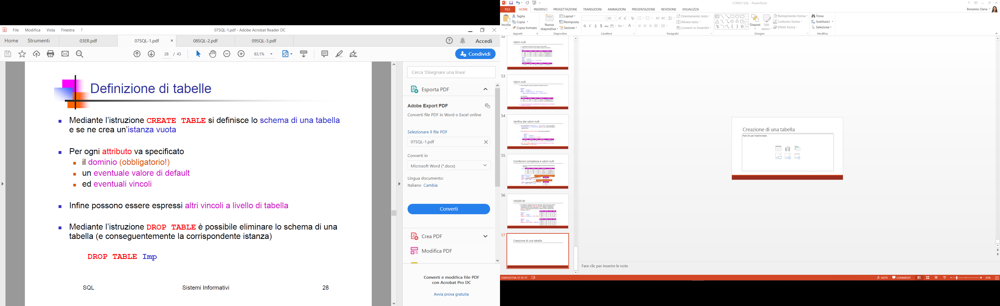 File Modifica Vista Finestra ?
07SQL-1.pdf - Adobe Acrobat Reader DC
Home Strumenti 03ER.pdf 07SQL-1.pdf 08SQL-2.pdf 09SQL-3.pdf Accedi
28 / 43 83,1% Condividi
Definizione di tabelle
Mediante l'istruzione CREATE TABLE si definisce lo schema di una tabella
e se ne crea un'istanza vuota
Per ogni attributo va specificato
il dominio (obbligatorio!)
un eventuale valore di default
ed eventuali vincoli
Infine possono essere espressi altri vincoli a livello di tabella
Mediante l'istruzione DROP TABLE è possibile eliminare lo schema di una
tabella (e conseguentemente la corrispondente istanza)
DROP TABLE Imp
SQL Sistemi Informativi 28
Cerca 'Disegnare una linea'
Esporta PDF
Adobe Export PDF
Converti file PDF in Word o Excel online
Selezionare il file PDF
07SQL-1.pdf
Converti in
Microsoft Word (*.docx)
Lingua documento:
Italiano Cambia
Converti
Crea PDF
Modifica PDF
Converti e modifica file PDF
con Acrobat Pro DC
Avvia prova gratuita
CORSO SQL - PowerPoint
FILE HOME INSERISCI PROGETTAZIONE TRANSIZIONI ANIMAZIONI PRESENTAZIONE REVISIONE VISUALIZZA
Bonanno Daria
Incolla
Taglia
Copia
Copia formato
Appunti
Nuova
diapositiva
Layout
Reimposta
Sezione
Diapositive
48
G C S S abc AV Aa A
Carattere
Orientamento testo
Allinea testo
Converti in SmartArt
Paragrafo
Disponi
Stili
veloci
Riempimento forma
Contorno forma
Effetti forma
Disegno
Trova
Sostituisci
Seleziona
Modifica
52
Valori nulli
53
Valori nulli
54
Verifica dei valori nulli
55
Condizioni complesse e valori nulli
56
ORDER BY
57
Creazione di una tabella
Creazione di una tabella
Fare clic per inserire testo
Fare clic per inserire le note
DIAPOSITIVA 57 DI 57
NOTE COMMENTI 33%